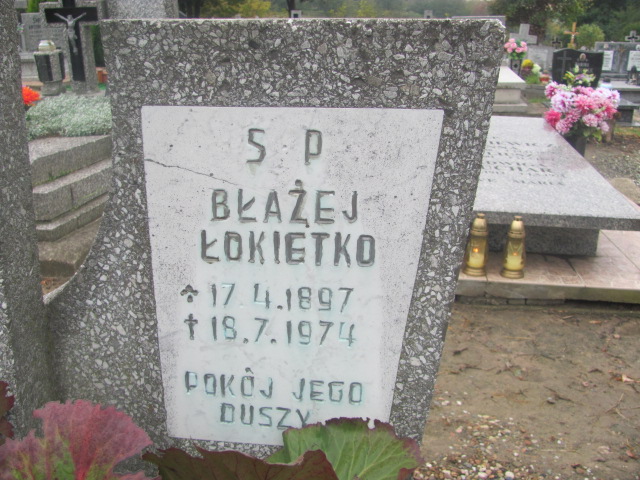 S P
BŁAŻEJ
ŁOKIETKO
17.4.1897
† 18.7.1974
POKÓJ JEGO
DUSZY